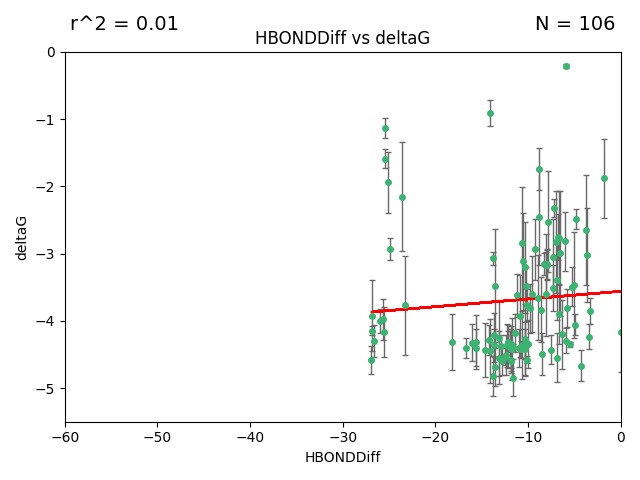 r^2 = 0.01
N = 106
HBONDDiff vs deltaG
0
−1
−2
−3
−4
−5
deltaG
−60
−50
−40
−30
−20
−10
0
HBONDDiff